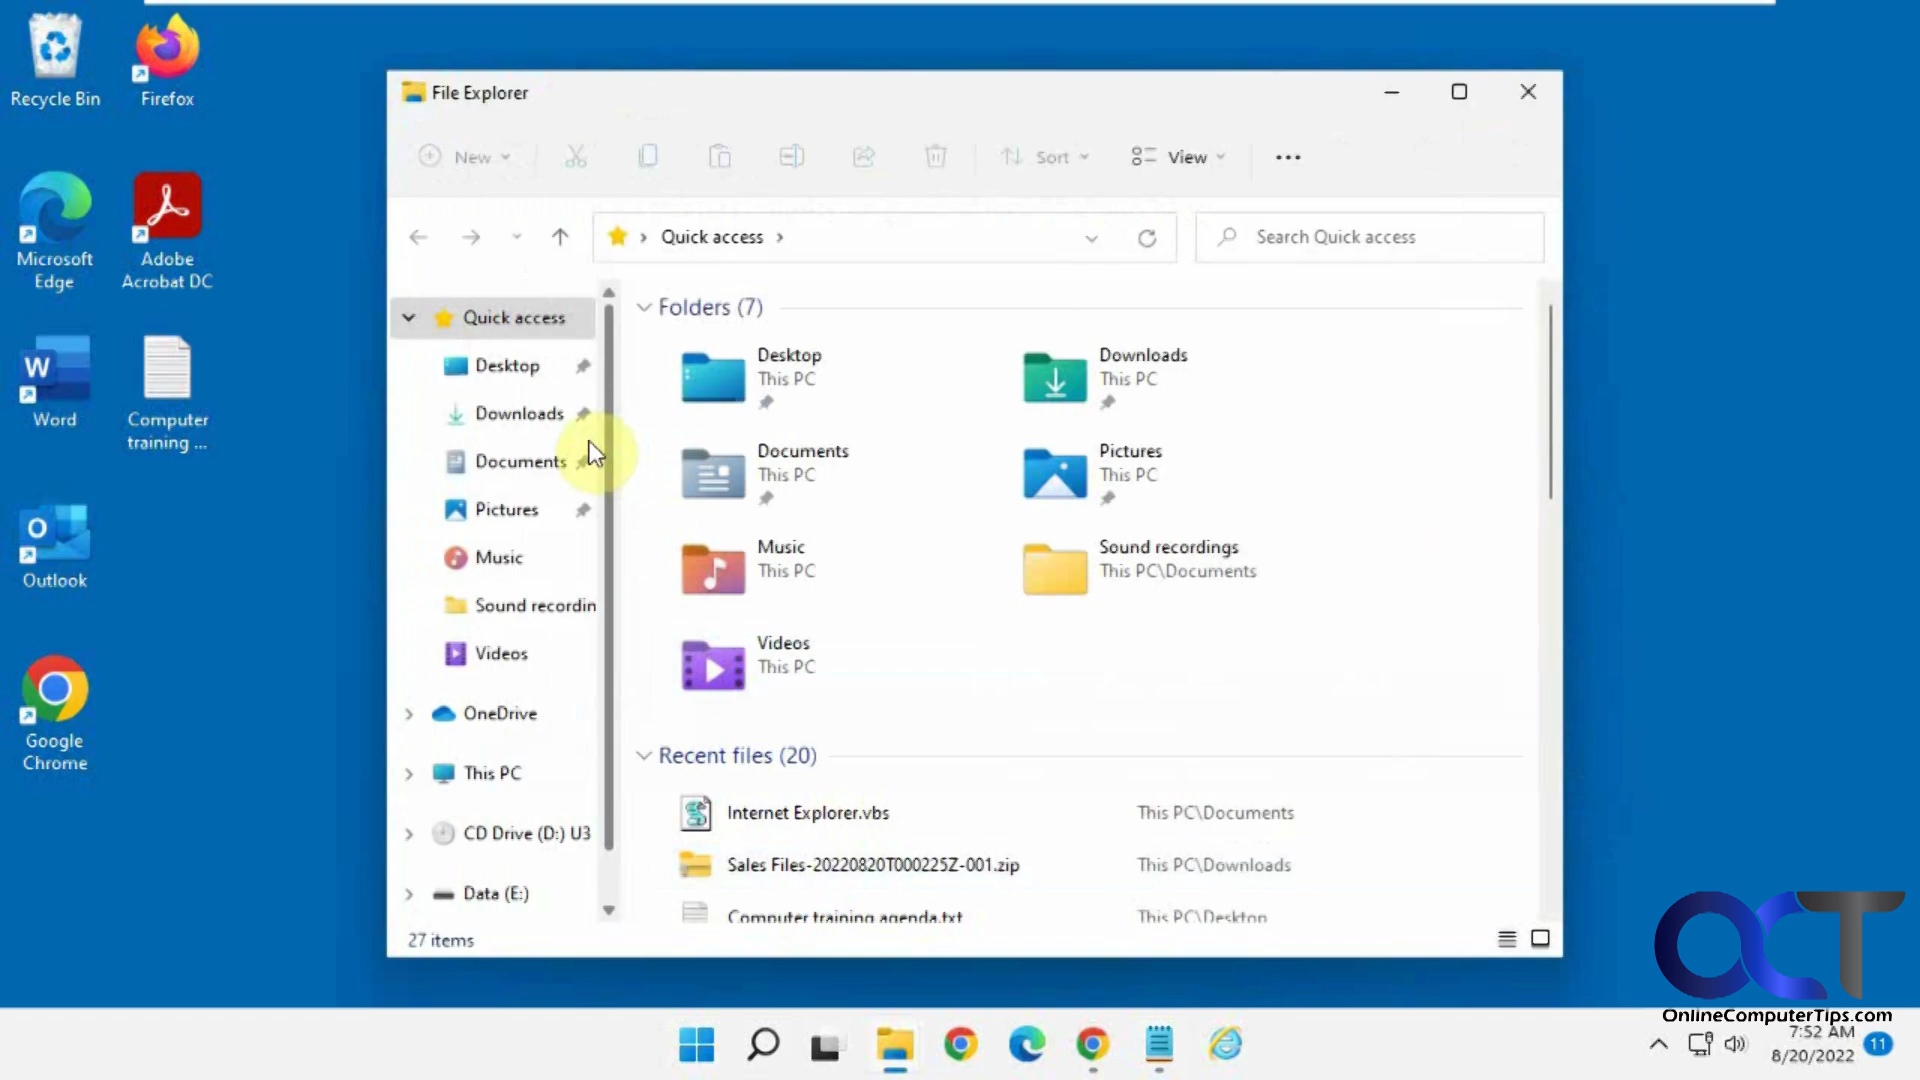 Recycle Bin
Firefox
Microsoft
Edge
Adobe
Acrobat DC
Word
Computer
training ...
Outlook
Google
Chrome
File Explorer
New
Sort
View
Quick access
Search Quick access
Quick access
Desktop
Downloads
Documents
Pictures
Music
Sound recordin
Videos
OneDrive
This PC
CD Drive (D:) U3
Data (E:)
Folders (7)
Desktop
This PC
Downloads
This PC
Documents
This PC
Pictures
This PC
Music
This PC
Sound recordings
This PC\Documents
Videos
This PC
Recent files (20)
Internet Explorer.vbs This PC\Documents
Sales Files-20220820T000225Z-001.zip This PC\Downloads
Computer training agenda.txt This PC\Desktop
27 items
OCT
OnlineComputerTips.com
7:52 AM
8/20/2022
11